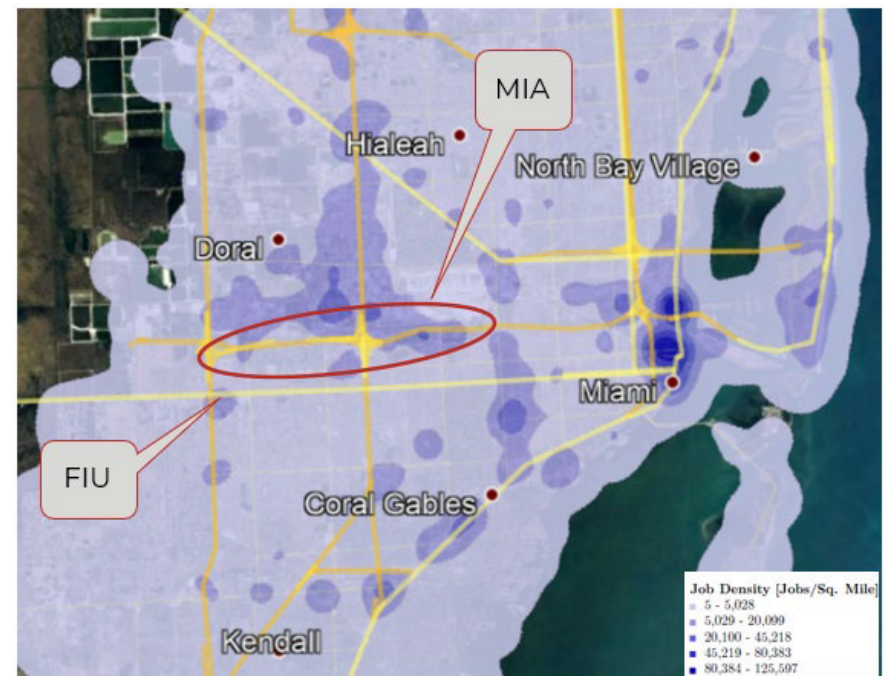 MIA
Hialeah
North Bay Village
Doral
Miami
FIU
Coral Gables
Kendall
Job Density [Jobs/Sq. Mile]
5 - 5,028
5,029 - 20,099
20,100 - 45,218
45,219 - 80,383
80,384 - 125,597